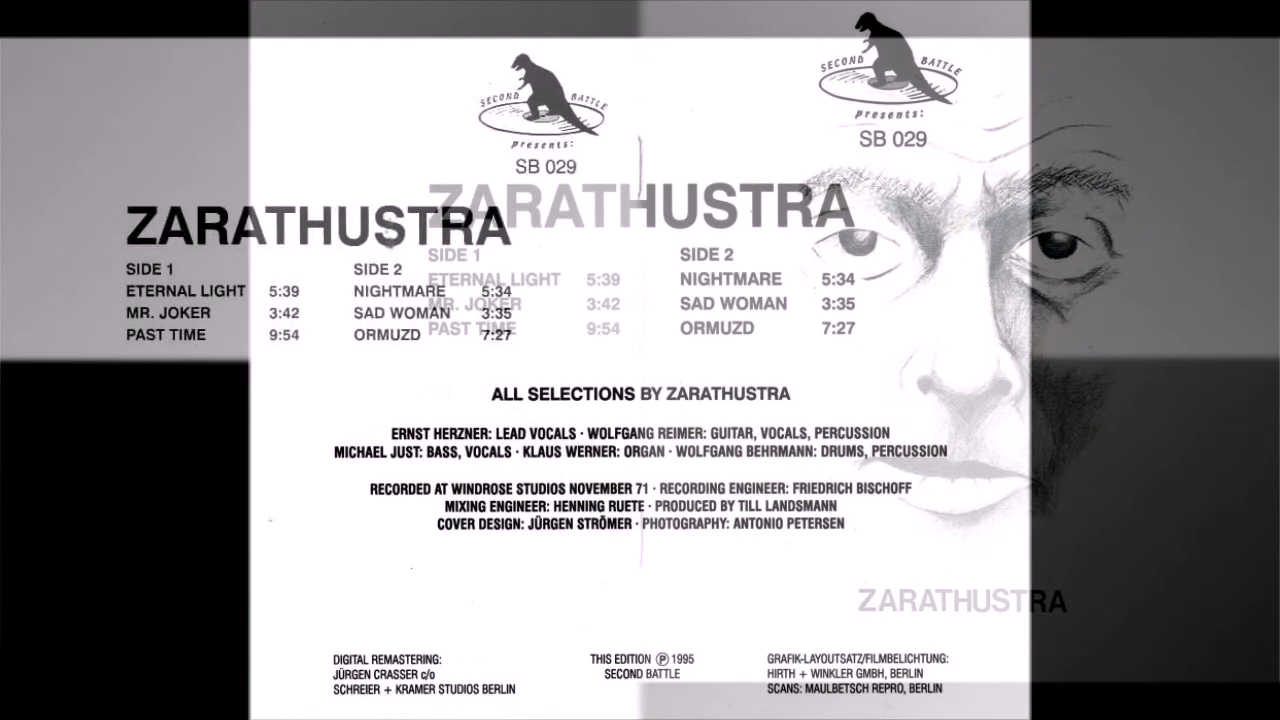 SECOND BATTLE
presents:
SB 029
SECOND BATTLE
presents:
SB 029
ZARATHUSTRA
SIDE 1 SIDE 2
ETERNAL LIGHT 5:39 NIGHTMARE 5:34
MR. JOKER 3:42 SAD WOMAN 3:35
PAST TIME 9:54 ORMUZD 7:27
ZARATHUSTRA
SIDE 1 SIDE 2
ETERNAL LIGHT 5:39 NIGHTMARE 5:34
MR. JOKER 3:42 SAD WOMAN 3:35
PAST TIME 9:54 ORMUZD 7:27
ALL SELECTIONS BY ZARATHUSTRA
ERNST HERZNER: LEAD VOCALS · WOLFGANG REIMER: GUITAR, VOCALS, PERCUSSION
MICHAEL JUST: BASS, VOCALS · KLAUS WERNER: ORGAN · WOLFGANG BEHRMANN: DRUMS, PERCUSSION
RECORDED AT WINDROSE STUDIOS NOVEMBER 71 · RECORDING ENGINEER: FRIEDRICH BISCHOFF
MIXING ENGINEER: HENNING RUETE · PRODUCED BY TILL LANDSMANN
COVER DESIGN: JÜRGEN STRÖMER · PHOTOGRAPHY: ANTONIO PETERSEN
ZARATHUSTRA
DIGITAL REMASTERING:
JÜRGEN CRASSER c/o
SCHREIER + KRAMER STUDIOS BERLIN
THIS EDITION Ⓟ 1995
SECOND BATTLE
GRAFIK-LAYOUTSATZ/FILMBELICHTUNG:
HIRTH + WINKLER GMBH, BERLIN
SCANS: MAULBETSCH REPRO, BERLIN